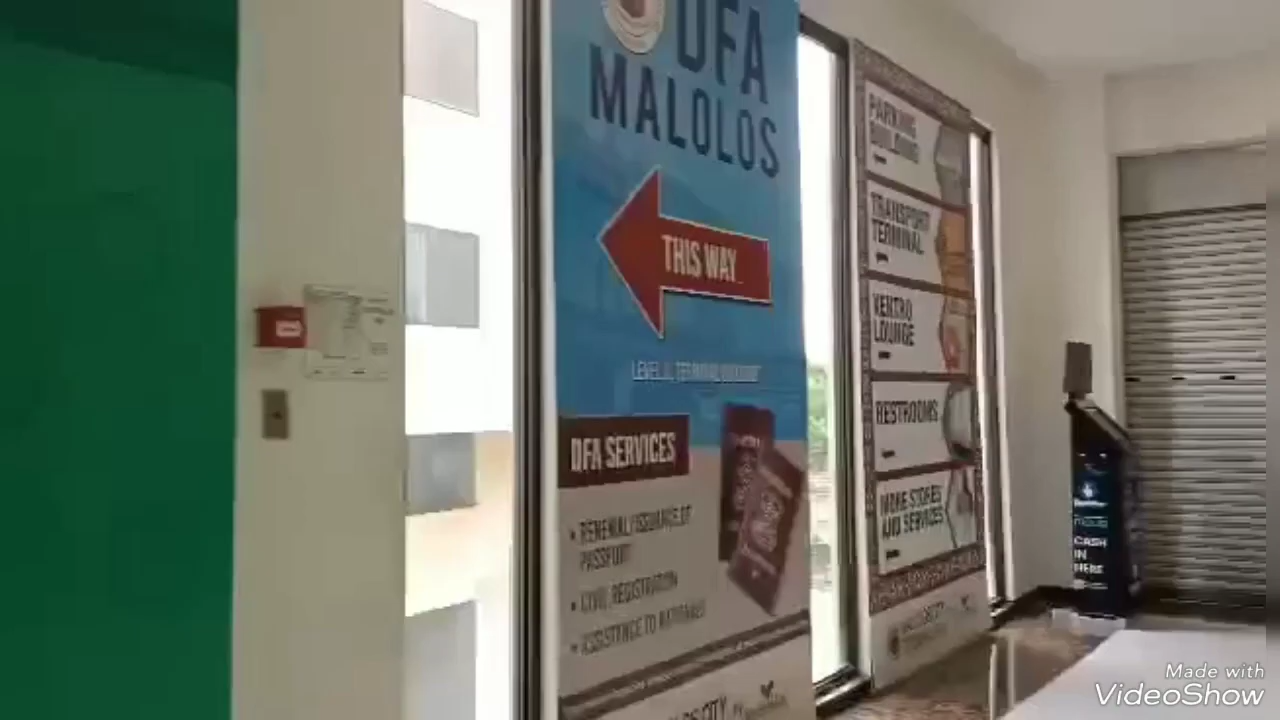 DFA
MALOLOS
THIS WAY
DFA SERVICES
• RENEWAL/ISSUANCE OF
PASSPORT
• CIVIL REGISTRATION
• ASSISTANCE TO NATIONALS
PARKING
BUILDING
TRANSPORT
TERMINAL
XENTRO
LOUNGE
RESTROOMS
MORE STORES
AND SERVICES
CASH
IN
HERE
Made with
VideoShow